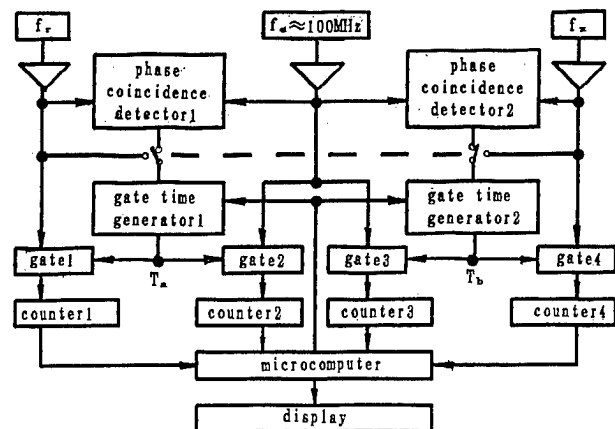 fr
fd≈100MHz
fx
phase
coincidence
detector1
phase
coincidence
detector2
gate time
generator1
gate time
generator2
gate1
Ta
gate2
gate3
Tb
gate4
counter1
counter2
counter3
counter4
microcomputer
display